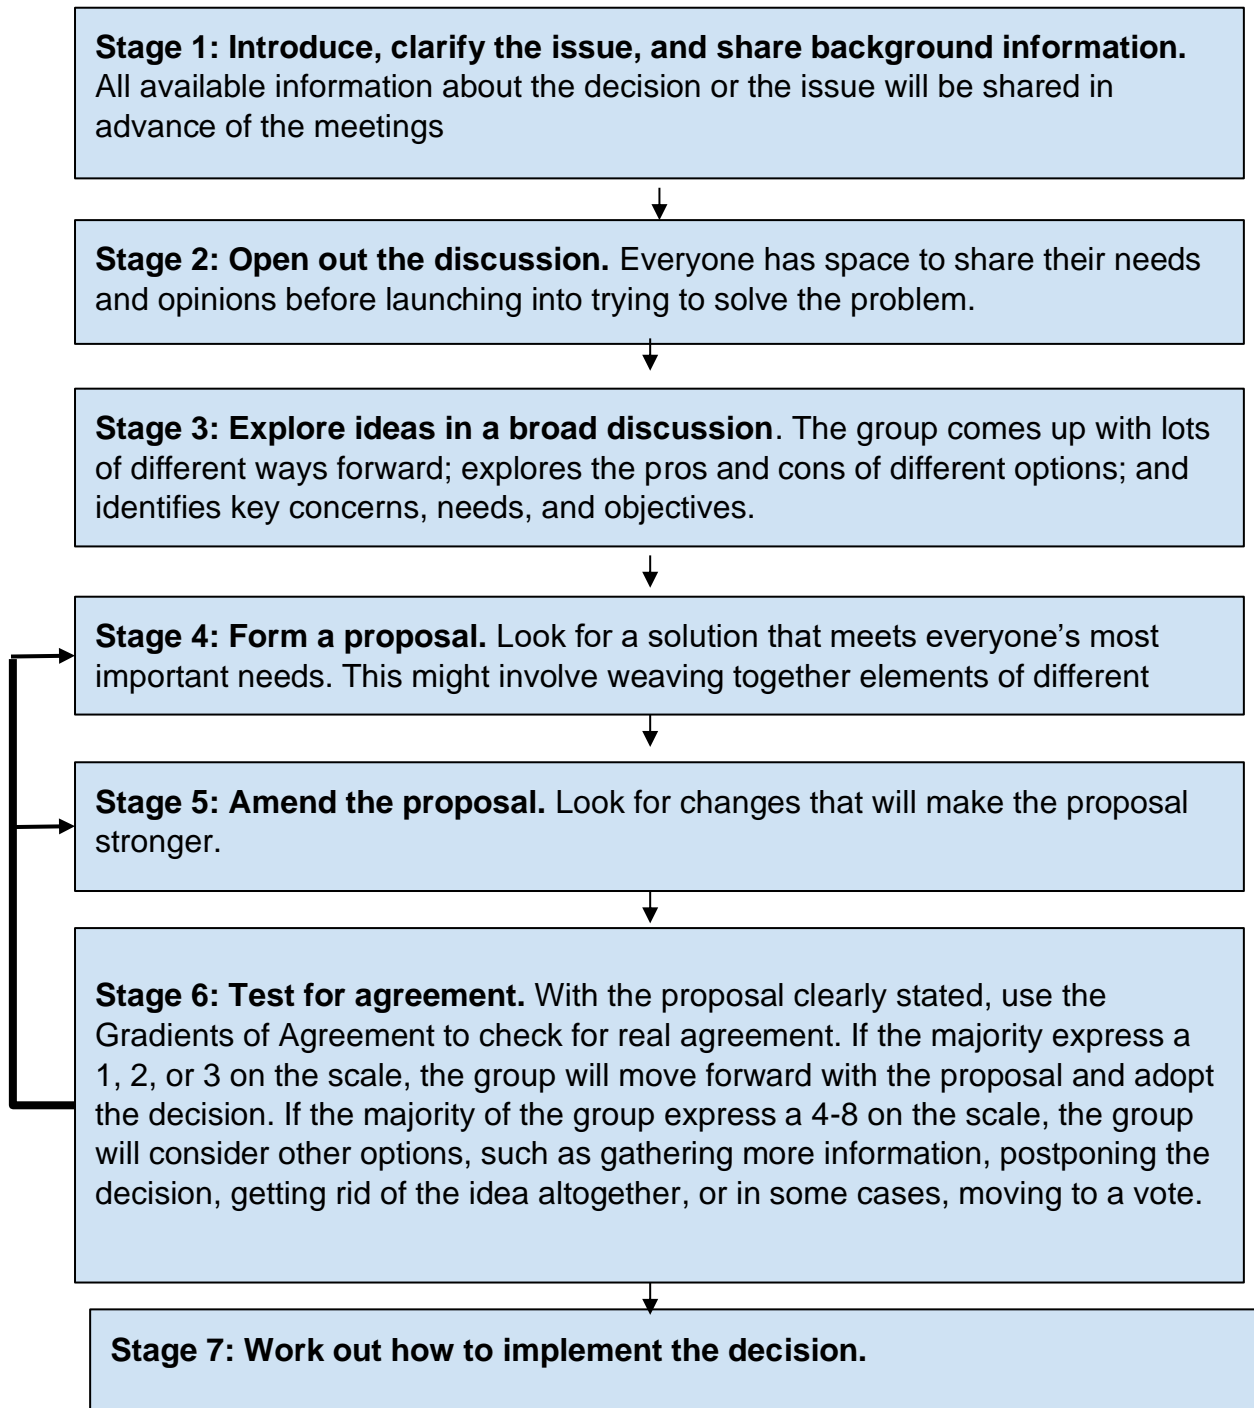 Stage 1: Introduce, clarify the issue, and share background information.
All available information about the decision or the issue will be shared in
advance of the meetings
Stage 2: Open out the discussion. Everyone has space to share their needs
and opinions before launching into trying to solve the problem.
Stage 3: Explore ideas in a broad discussion. The group comes up with lots
of different ways forward; explores the pros and cons of different options; and
identifies key concerns, needs, and objectives.
Stage 4: Form a proposal. Look for a solution that meets everyone’s most
important needs. This might involve weaving together elements of different
Stage 5: Amend the proposal. Look for changes that will make the proposal
stronger.
Stage 6: Test for agreement. With the proposal clearly stated, use the
Gradients of Agreement to check for real agreement. If the majority express a
1, 2, or 3 on the scale, the group will move forward with the proposal and adopt
the decision. If the majority of the group express a 4-8 on the scale, the group
will consider other options, such as gathering more information, postponing the
decision, getting rid of the idea altogether, or in some cases, moving to a vote.
Stage 7: Work out how to implement the decision.